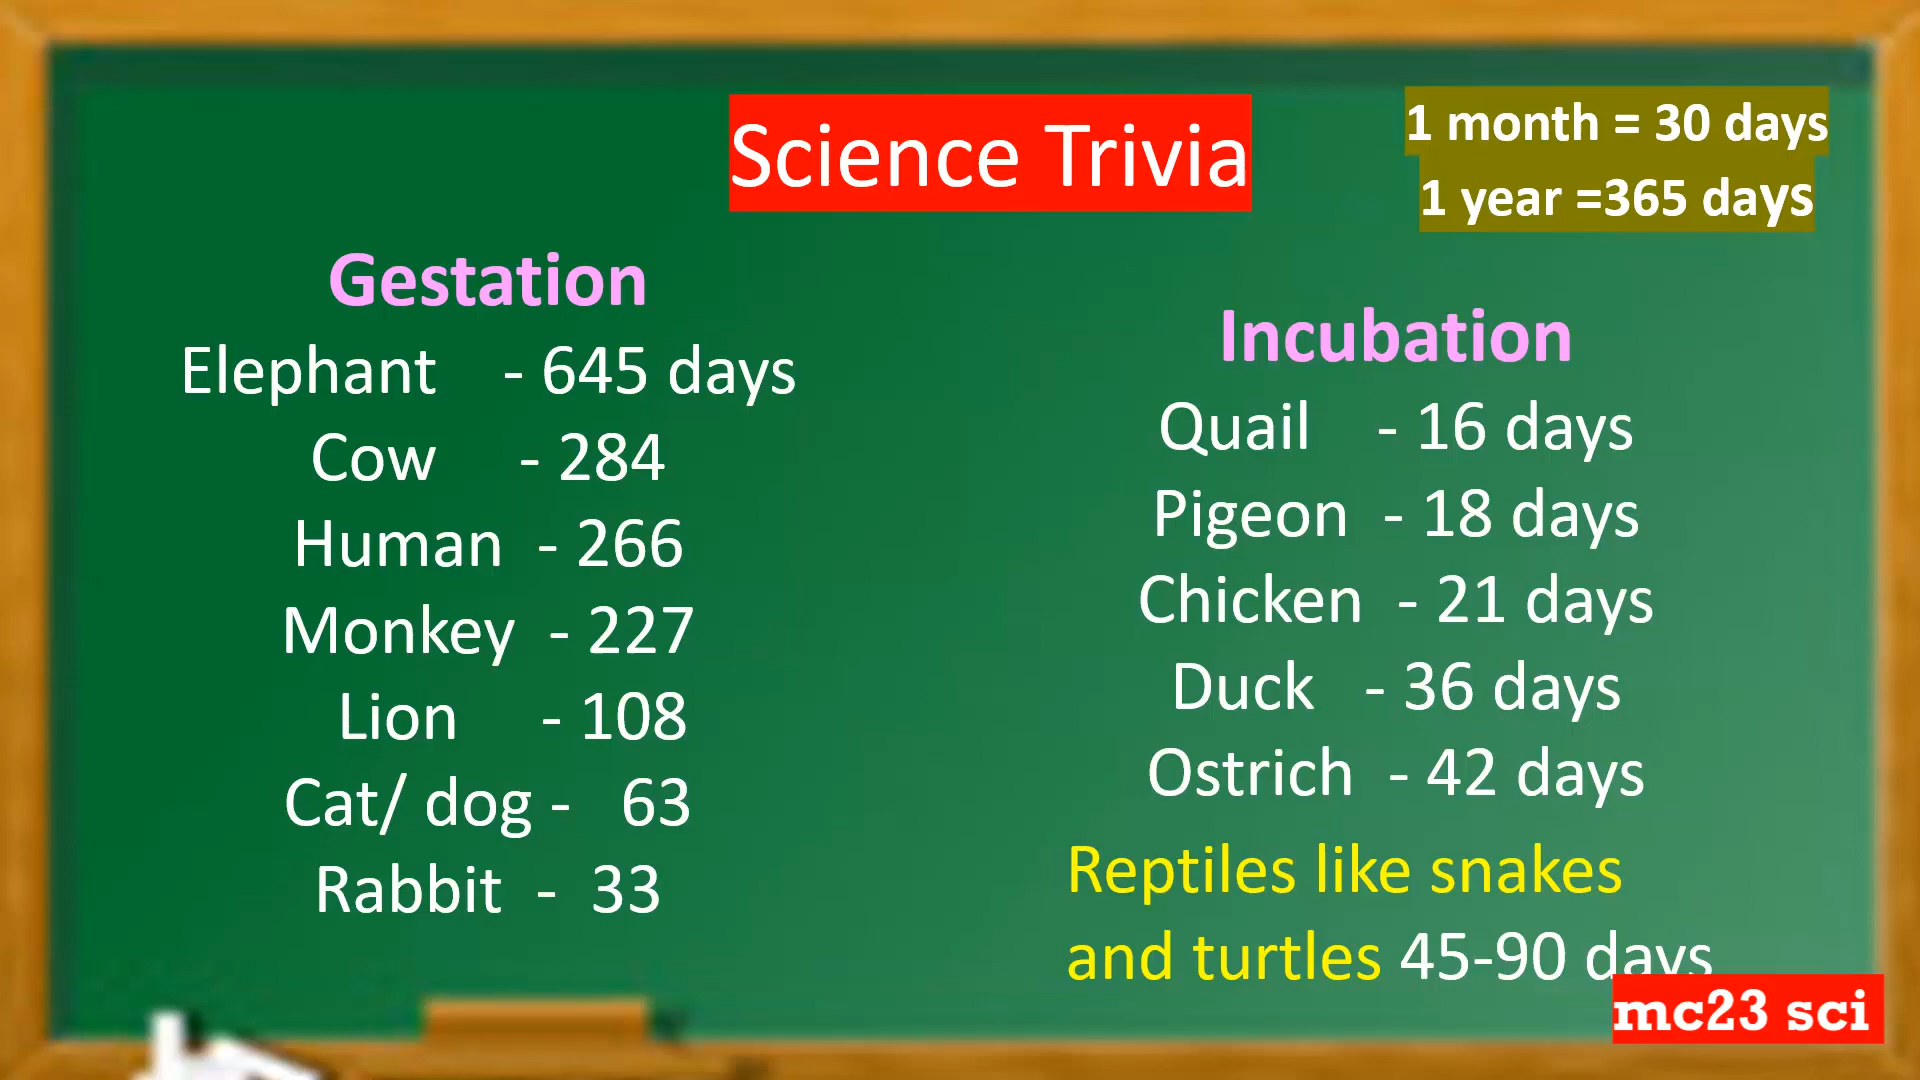 Science Trivia
1 month = 30 days
1 year =365 days
Gestation
Elephant - 645 days
Cow - 284
Human - 266
Monkey - 227
Lion - 108
Cat/ dog - 63
Rabbit - 33
Incubation
Quail - 16 days
Pigeon - 18 days
Chicken - 21 days
Duck - 36 days
Ostrich - 42 days
Reptiles like snakes
and turtles 45-90 days
mc23 sci